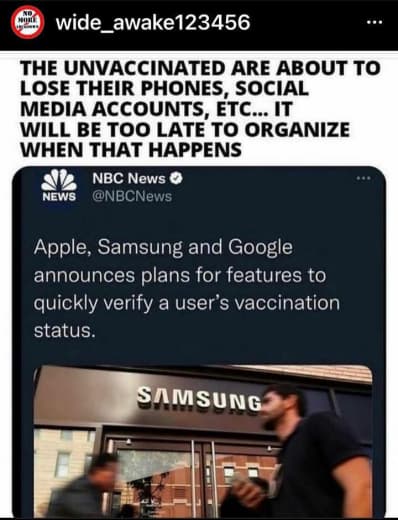 NO
MORE
wide_awake123456
THE UNVACCINATED ARE ABOUT TO
LOSE THEIR PHONES, SOCIAL
MEDIA ACCOUNTS, ETC... IT
WILL BE TOO LATE TO ORGANIZE
WHEN THAT HAPPENS
NBC News
NEWS @NBCNews
Apple, Samsung and Google
announces plans for features to
quickly verify a user's vaccination
status.
SAMSUNG